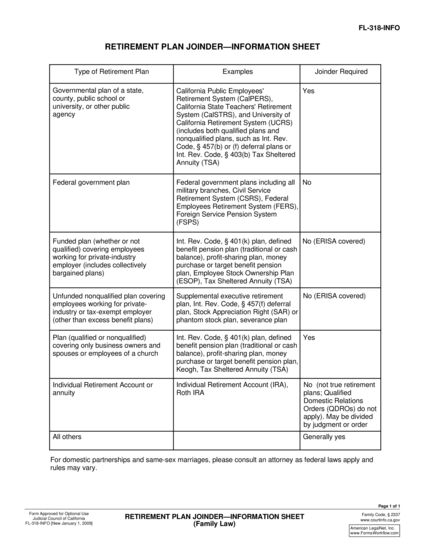 FL-318-INFO
RETIREMENT PLAN JOINDER—INFORMATION SHEET
Type of Retirement Plan
Examples
Joinder Required
Governmental plan of a state,
county, public school or
university, or other public
agency
California Public Employees'
Retirement System (CalPERS),
California State Teachers' Retirement
System (CalSTRS), and University of
California Retirement System (UCRS)
(includes both qualified plans and
nonqualified plans, such as Int. Rev.
Code, § 457(b) or (f) deferral plans or
Int. Rev. Code, § 403(b) Tax Sheltered
Annuity (TSA)
Yes
Federal government plan
Federal government plans including all
military branches, Civil Service
Retirement System (CSRS), Federal
Employees Retirement System (FERS),
Foreign Service Pension System
(FSPS)
No
Funded plan (whether or not
qualified) covering employees
working for private-industry
employer (includes collectively
bargained plans)
Int. Rev. Code, § 401(k) plan, defined
benefit pension plan (traditional or cash
balance), profit-sharing plan, money
purchase or target benefit pension
plan, Employee Stock Ownership Plan
(ESOP), Tax Sheltered Annuity (TSA)
No (ERISA covered)
Unfunded nonqualified plan covering
employees working for private-
industry or tax-exempt employer
(other than excess benefit plans)
Supplemental executive retirement
plan, Int. Rev. Code, § 457(f) deferral
plan, Stock Appreciation Right (SAR) or
phantom stock plan, severance plan
No (ERISA covered)
Plan (qualified or nonqualified)
covering only business owners and
spouses or employees of a church
Int. Rev. Code, § 401(k) plan, defined
benefit pension plan (traditional or cash
balance), profit-sharing plan, money
purchase or target benefit pension plan,
Keogh, Tax Sheltered Annuity (TSA)
Yes
Individual Retirement Account or
annuity
Individual Retirement Account (IRA),
Roth IRA
No (not true retirement
plans; Qualified
Domestic Relations
Orders (QDROs) do not
apply). May be divided
by judgment or order
All others
Generally yes
For domestic partnerships and same-sex marriages, please consult an attorney as federal laws apply and
rules may vary.
Page 1 of 1
Form Approved for Optional Use
Judicial Council of California
FL-318-INFO [New January 1, 2009]
RETIREMENT PLAN JOINDER—INFORMATION SHEET
(Family Law)
Family Code, § 2337
www.courtinfo.ca.gov
American LegalNet, Inc.
www.FormsWorkflow.com